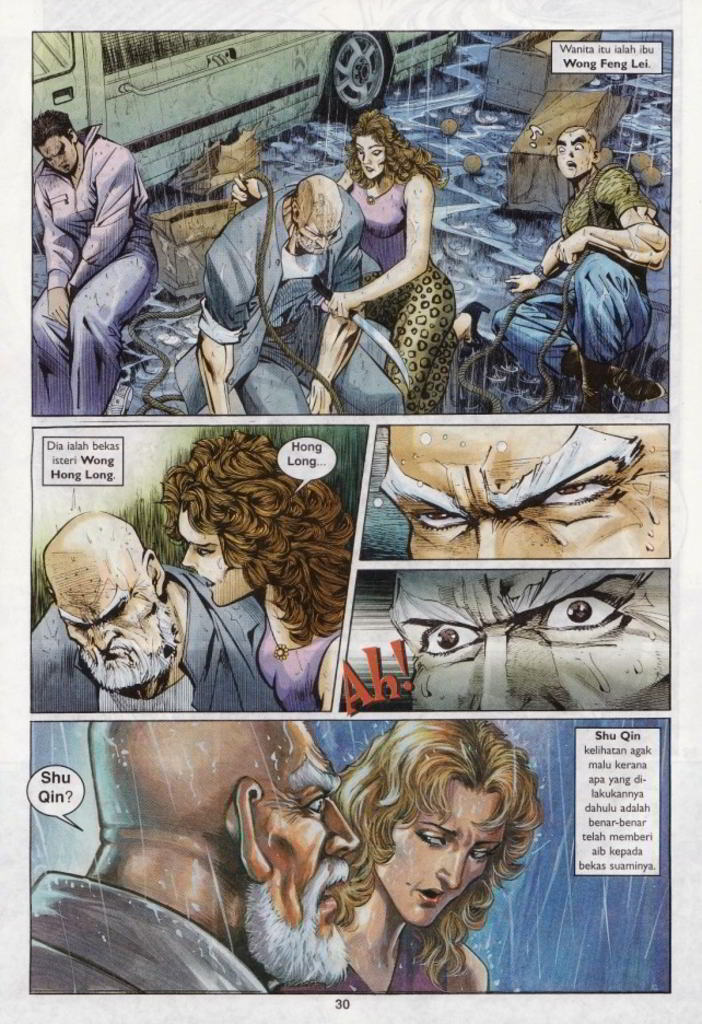 Wanita itu ialah ibu
Wong Feng Lei.
?
Dia ialah bekas
isteri Wong
Hong Long.
Hong
Long...
Ah!
Shu
Qin?
Shu Qin
kelihatan agak
malu kerana
apa yang di-
lakukannya
dahulu adalah
benar-benar
telah memberi
aib kepada
bekas suaminya.
30